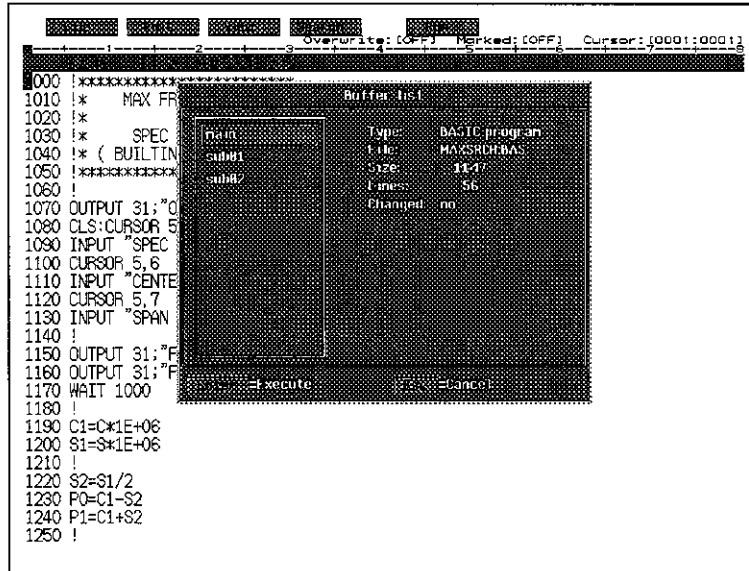 Overwrite:[OFF] Marked:[OFF] Cursor:[0001:0001]
1000 !*************************
1010 !* MAX FR
1020 !*
1030 !* SPEC
1040 !* ( BUILTIN
1050 !***********
1060 !
1070 OUTPUT 31;"O
1080 CLS:CURSOR 5
1090 INPUT "SPEC
1100 CURSOR 5,6
1110 INPUT "CENTE
1120 CURSOR 5,7
1130 INPUT "SPAN
1140 !
1150 OUTPUT 31;"F
1160 OUTPUT 31;"F
1170 WAIT 1000
1180 !
1190 C1=C*1E+06
1200 S1=S*1E+06
1210 !
1220 S2=S1/2
1230 P0=C1-S2
1240 P1=C1+S2
1250 !
Buffer list
main
sub01
sub02
Type: BASIC program
File: MAXSRCH.BAS
Size: 1147
Lines: 56
Changed no
=Execute
=Cancel